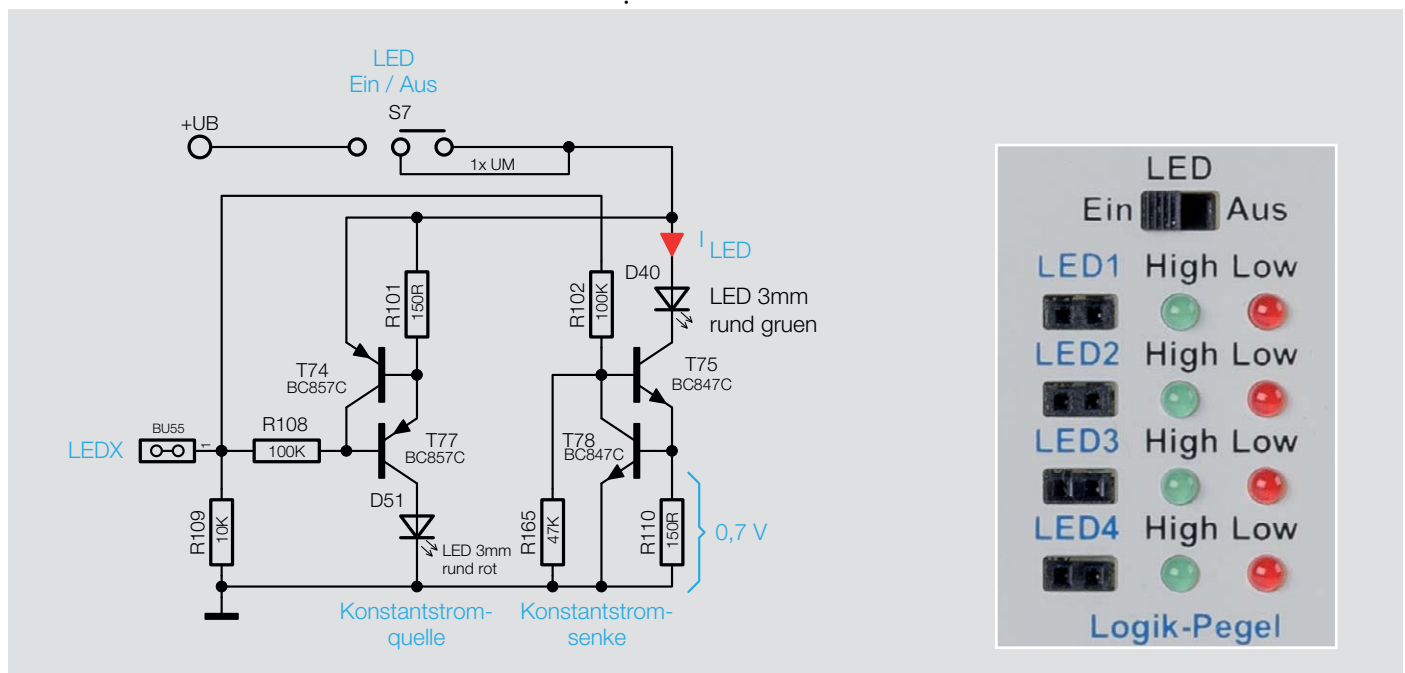 LED
Ein / Aus
S7
+UB
1x UM
I LED
D40
LED 3mm
rund gruen
R101
150R
R102
100K
T74
BC857C
T75
BC847C
BU55
LEDX
1
R108
100K
T77
BC857C
T78
BC847C
D51
R109
10K
LED 3mm
rund rot
R165
47K
R110
150R
0,7 V
Konstantstrom-
quelle
Konstantstrom-
senke
LED
Ein Aus
LED1 High Low
LED2 High Low
LED3 High Low
LED4 High Low
Logik-Pegel